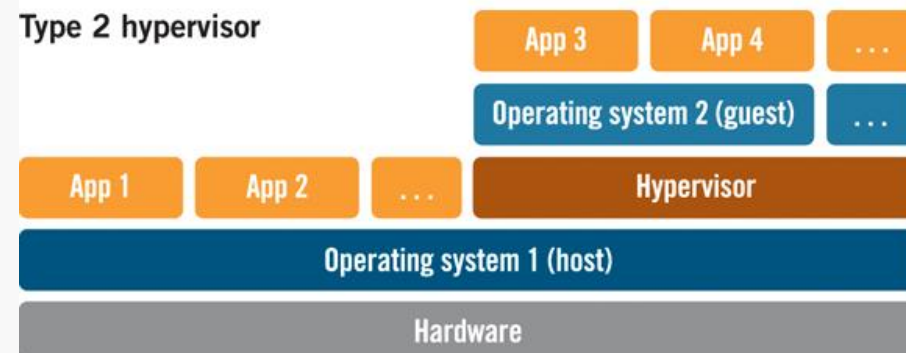 Type 2 hypervisor
App 3 App 4 ...
Operating system 2 (guest) ...
App 1 App 2 ... Hypervisor
Operating system 1 (host)
Hardware